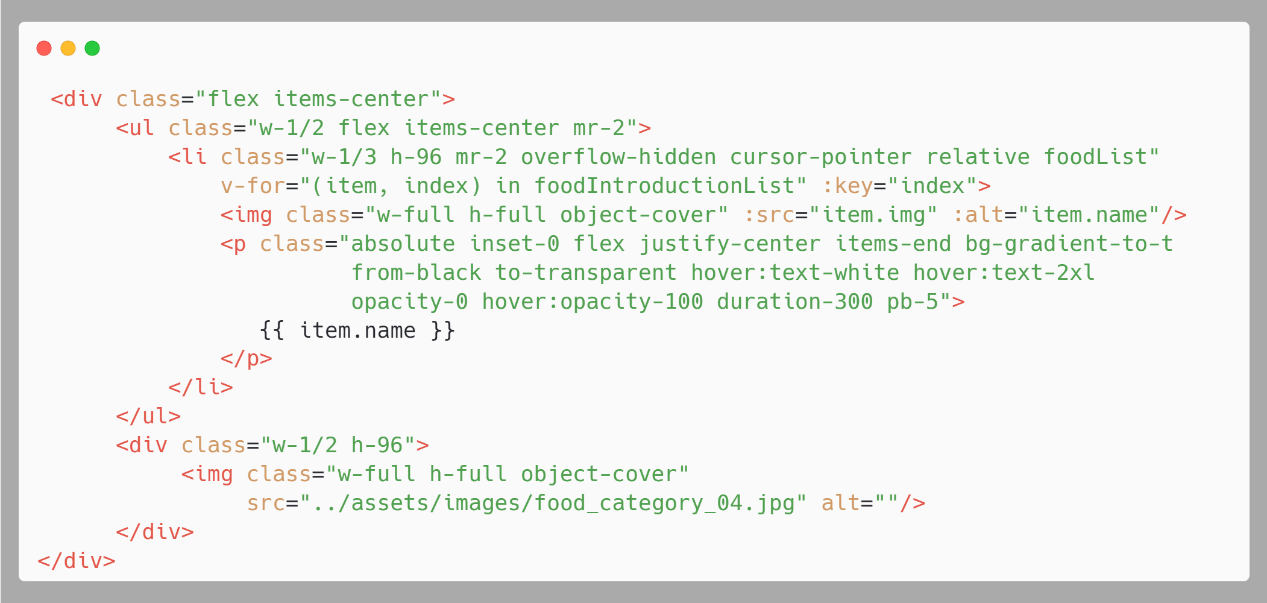 <div class="flex items-center">
<ul class="w-1/2 flex items-center mr-2">
<li class="w-1/3 h-96 mr-2 overflow-hidden cursor-pointer relative foodList"
v-for="(item, index) in foodIntroductionList" :key="index">
<img class="w-full h-full object-cover" :src="item.img" :alt="item.name"/>
<p class="absolute inset-0 flex justify-center items-end bg-gradient-to-t
from-black to-transparent hover:text-white hover:text-2xl
opacity-0 hover:opacity-100 duration-300 pb-5">
{{ item.name }}
</p>
</li>
</ul>
<div class="w-1/2 h-96">
<img class="w-full h-full object-cover"
src="../assets/images/food_category_04.jpg" alt=""/>
</div>
</div>